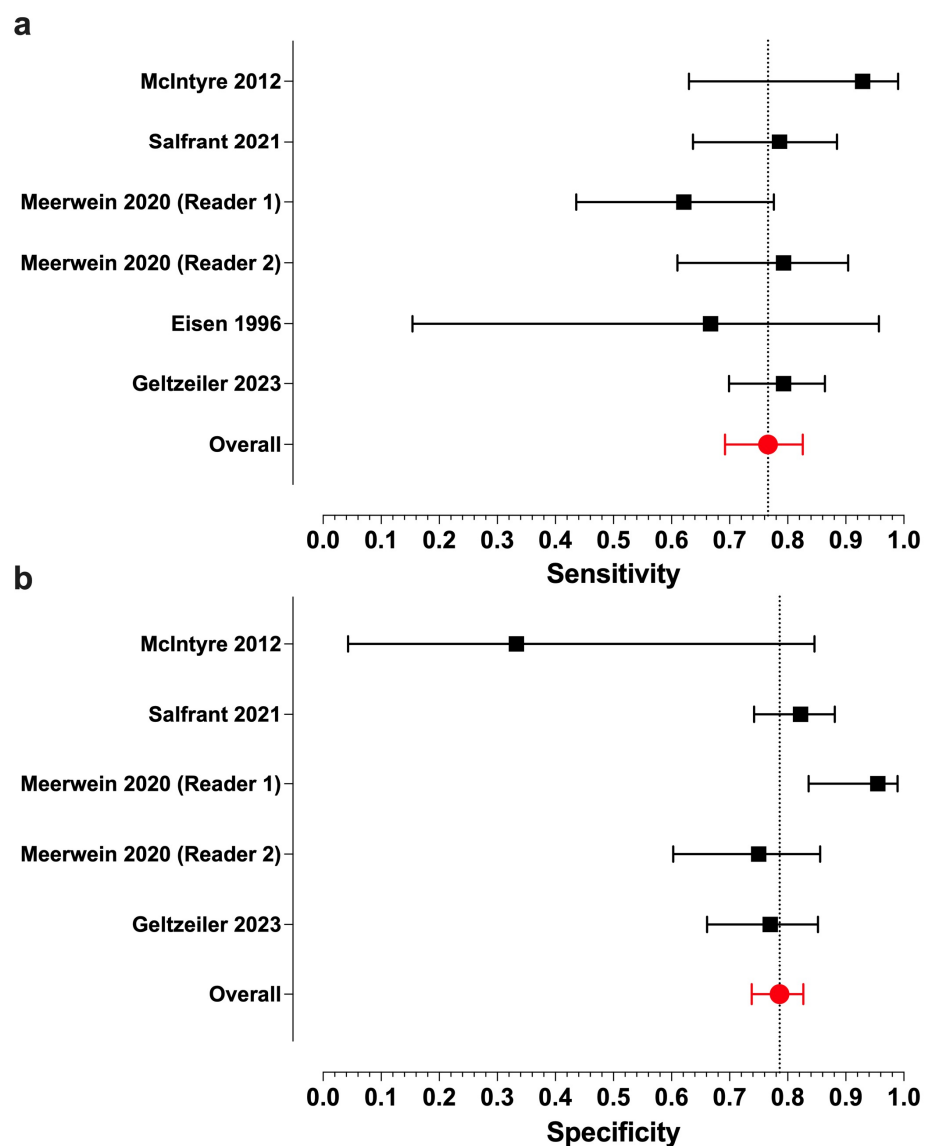 a
McIntyre 2012
Salfrant 2021
Meerwein 2020 (Reader 1)
Meerwein 2020 (Reader 2)
Eisen 1996
Geltzeiler 2023
Overall
0.0 0.1 0.2 0.3 0.4 0.5 0.6 0.7 0.8 0.9 1.0
Sensitivity
b
McIntyre 2012
Salfrant 2021
Meerwein 2020 (Reader 1)
Meerwein 2020 (Reader 2)
Geltzeiler 2023
Overall
0.0 0.1 0.2 0.3 0.4 0.5 0.6 0.7 0.8 0.9 1.0
Specificity